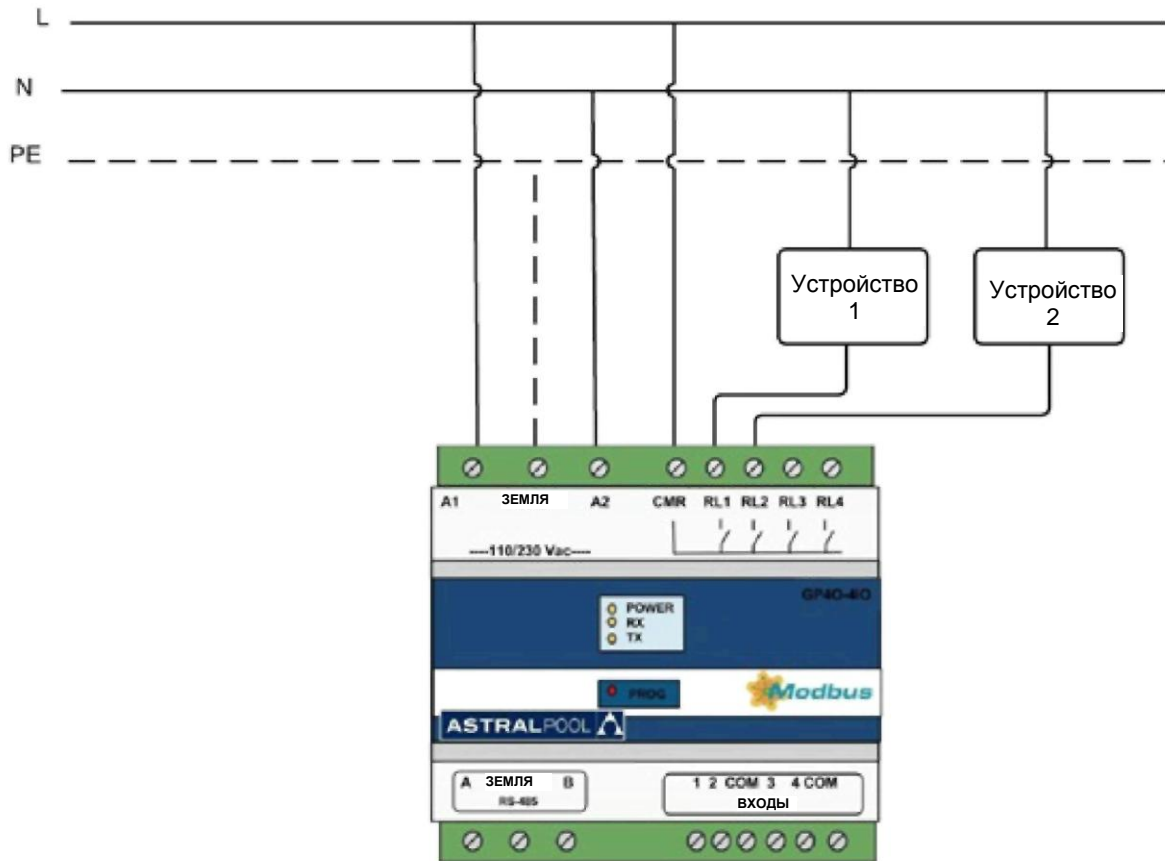 L
N
PE
Устройство
1
Устройство
2
A1 ЗЕМЛЯ A2 CMR RL1 RL2 RL3 RL4
----110/230 Vac----
GP4O-4IO
POWER
RX
TX
PROG
Modbus
ASTRALPOOL
A ЗЕМЛЯ B
RS-485
1 2 COM 3 4 COM
ВХОДЫ